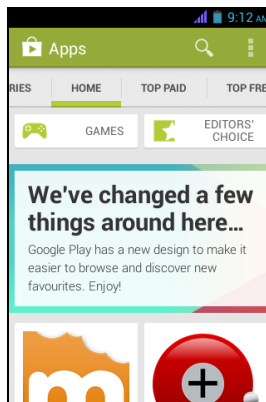 9:12 AM
Apps
RIES
HOME
TOP PAID
TOP FRE
GAMES
EDITORS'
CHOICE
We've changed a few
things around here...
Google Play has a new design to make it
easier to browse and discover new
favourites. Enjoy!
m